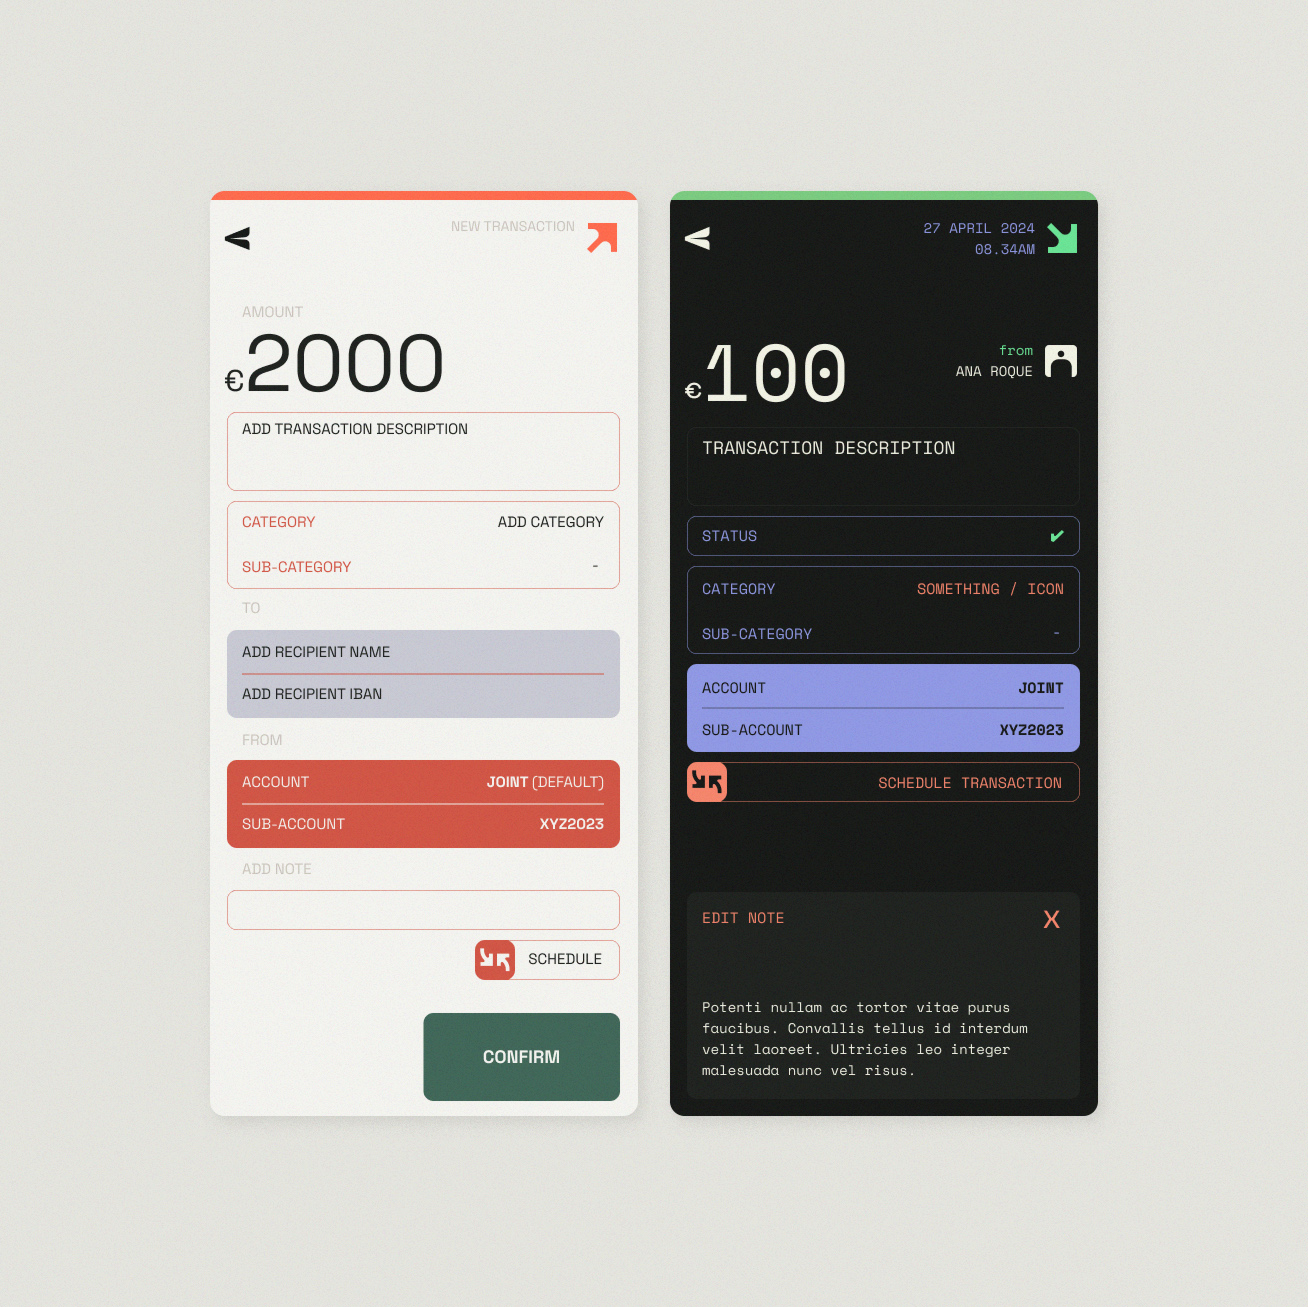 NEW TRANSACTION
AMOUNT
€2000
ADD TRANSACTION DESCRIPTION
CATEGORY ADD CATEGORY
SUB-CATEGORY -
TO
ADD RECIPIENT NAME
ADD RECIPIENT IBAN
FROM
ACCOUNT JOINT (DEFAULT)
SUB-ACCOUNT XYZ2023
ADD NOTE
SCHEDULE
CONFIRM
27 APRIL 2024
08.34AM
€100
from
ANA ROQUE
TRANSACTION DESCRIPTION
STATUS ✔
CATEGORY SOMETHING / ICON
SUB-CATEGORY -
ACCOUNT JOINT
SUB-ACCOUNT XYZ2023
SCHEDULE TRANSACTION
EDIT NOTE X
Potenti nullam ac tortor vitae purus
faucibus. Convallis tellus id interdum
velit laoreet. Ultricies leo integer
malesuada nunc vel risus.